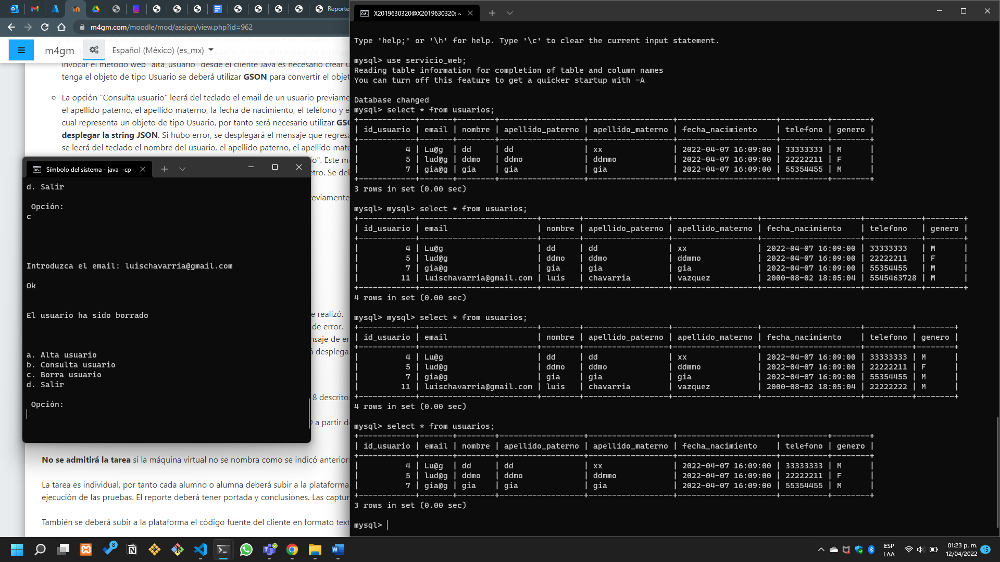 Reporte
m4gm.com/moodle/mod/assign/view.php?id=962
m4gm
Español (México) (es_mx)
invocar el método web "alta_usuario" desde el cliente Java es necesario crear u
tenga el objeto de tipo Usuario se deberá utilizar GSON para convertir el objet
La opción "Consulta usuario" leerá del teclado el email de un usuario previame
el apellido paterno, el apellido materno, la fecha de nacimiento, el teléfono y e
cual representa un objeto de tipo Usuario, por tanto será necesario utilizar GSO
desplegar la string JSON. Si hubo error, se desplegará el mensaje que regresa
se leerá del teclado el nombre del usuario, el apellido paterno, el apellido mate
io". Este me
etro. Se deb
reviamente
e realizó.
de error.
nsaje de er
á desplega
8 descritos
O a partir de
No se admitirá la tarea si la máquina virtual no se nombra como se indicó anterior
La tarea es individual, por tanto cada alumno o alumna deberá subir a la plataforma
ejecución de las pruebas. El reporte deberá tener portada y conclusiones. Las captur
También se deberá subir a la plataforma el código fuente del cliente en formato text
Símbolo del sistema - java -cp
d. Salir
Opción:
c
Introduzca el email: luischavarria@gmail.com
Ok
El usuario ha sido borrado
a. Alta usuario
b. Consulta usuario
c. Borra usuario
d. Salir
Opción:
X2019630320@X2019630320: ~
Type 'help;' or '\h' for help. Type '\c' to clear the current input statement.
mysql> use servicio_web;
Reading table information for completion of table and column names
You can turn off this feature to get a quicker startup with -A
Database changed
mysql> select * from usuarios;
+------------+-------+--------+------------------+------------------+---------------------+----------+--------+
| id_usuario | email | nombre | apellido_paterno | apellido_materno | fecha_nacimiento    | telefono | genero |
+------------+-------+--------+------------------+------------------+---------------------+----------+--------+
|          4 | Lu@g  | dd     | dd               | xx               | 2022-04-07 16:09:00 | 33333333 | M      |
|          5 | lud@g | ddmo   | ddmo             | ddmmo            | 2022-04-07 16:09:00 | 22222211 | F      |
|          7 | gia@g | gia    | gia              | gia              | 2022-04-07 16:09:00 | 55354455 | M      |
+------------+-------+--------+------------------+------------------+---------------------+----------+--------+
3 rows in set (0.00 sec)
mysql> mysql> select * from usuarios;
+------------+-------------------------+--------+------------------+------------------+---------------------+------------+--------+
| id_usuario | email                   | nombre | apellido_paterno | apellido_materno | fecha_nacimiento    | telefono   | genero |
+------------+-------------------------+--------+------------------+------------------+---------------------+------------+--------+
|          4 | Lu@g                    | dd     | dd               | xx               | 2022-04-07 16:09:00 | 33333333   | M      |
|          5 | lud@g                   | ddmo   | ddmo             | ddmmo            | 2022-04-07 16:09:00 | 22222211   | F      |
|          7 | gia@g                   | gia    | gia              | gia              | 2022-04-07 16:09:00 | 55354455   | M      |
|         11 | luischavarria@gmail.com | luis   | chavarria        | vazquez          | 2000-08-02 18:05:04 | 5545463728 | M      |
+------------+-------------------------+--------+------------------+------------------+---------------------+------------+--------+
4 rows in set (0.00 sec)
mysql> mysql> select * from usuarios;
+------------+-------------------------+--------+------------------+------------------+---------------------+----------+--------+
| id_usuario | email                   | nombre | apellido_paterno | apellido_materno | fecha_nacimiento    | telefono | genero |
+------------+-------------------------+--------+------------------+------------------+---------------------+----------+--------+
|          4 | Lu@g                    | dd     | dd               | xx               | 2022-04-07 16:09:00 | 33333333 | M      |
|          5 | lud@g                   | ddmo   | ddmo             | ddmmo            | 2022-04-07 16:09:00 | 22222211 | F      |
|          7 | gia@g                   | gia    | gia              | gia              | 2022-04-07 16:09:00 | 55354455 | M      |
|         11 | luischavarria@gmail.com | luis   | chavarria        | vazquez          | 2000-08-02 18:05:04 | 22222222 | M      |
+------------+-------------------------+--------+------------------+------------------+---------------------+----------+--------+
4 rows in set (0.00 sec)
mysql> select * from usuarios;
+------------+-------+--------+------------------+------------------+---------------------+----------+--------+
| id_usuario | email | nombre | apellido_paterno | apellido_materno | fecha_nacimiento    | telefono | genero |
+------------+-------+--------+------------------+------------------+---------------------+----------+--------+
|          4 | Lu@g  | dd     | dd               | xx               | 2022-04-07 16:09:00 | 33333333 | M      |
|          5 | lud@g | ddmo   | ddmo             | ddmmo            | 2022-04-07 16:09:00 | 22222211 | F      |
|          7 | gia@g | gia    | gia              | gia              | 2022-04-07 16:09:00 | 55354455 | M      |
+------------+-------+--------+------------------+------------------+---------------------+----------+--------+
3 rows in set (0.00 sec)
mysql>
8
ESP
LAA
01:23 p. m.
12/04/2022
15